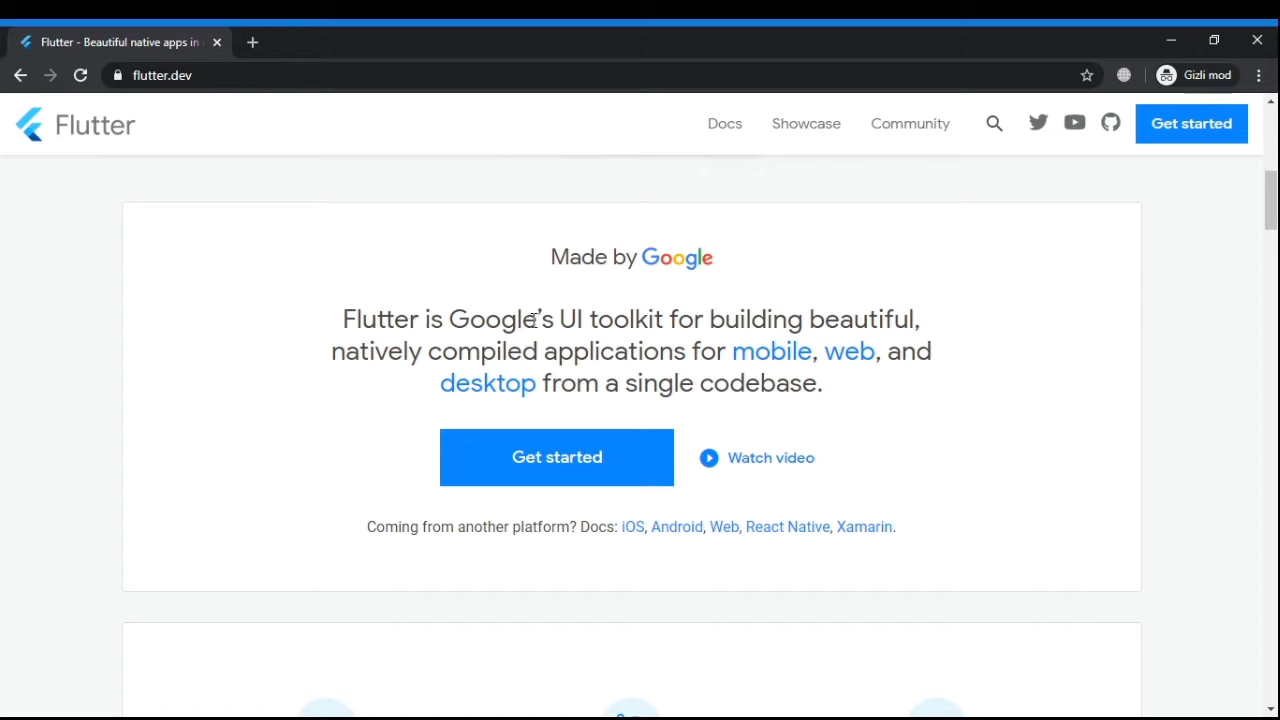 Flutter - Beautiful native apps in
flutter.dev
Gizli mod
Flutter
Docs
Showcase
Community
Get started
Made by Google
Flutter is Google's UI toolkit for building beautiful,
natively compiled applications for mobile, web, and
desktop from a single codebase.
Get started
Watch video
Coming from another platform? Docs: iOS, Android, Web, React Native, Xamarin.